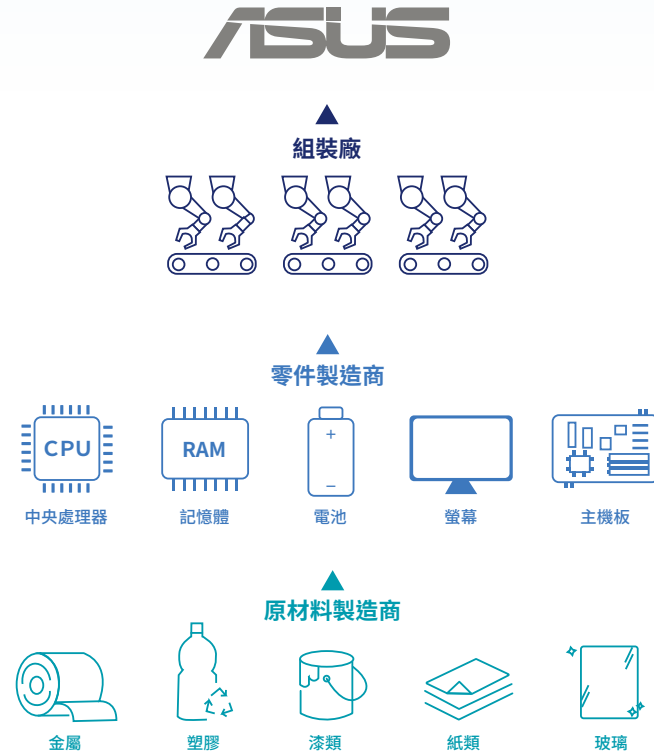 ASUS
組裝廠
零件製造商
CPU
RAM
中央處理器
記憶體
電池
螢幕
主機板
原材料製造商
金屬
塑膠
漆類
紙類
玻璃